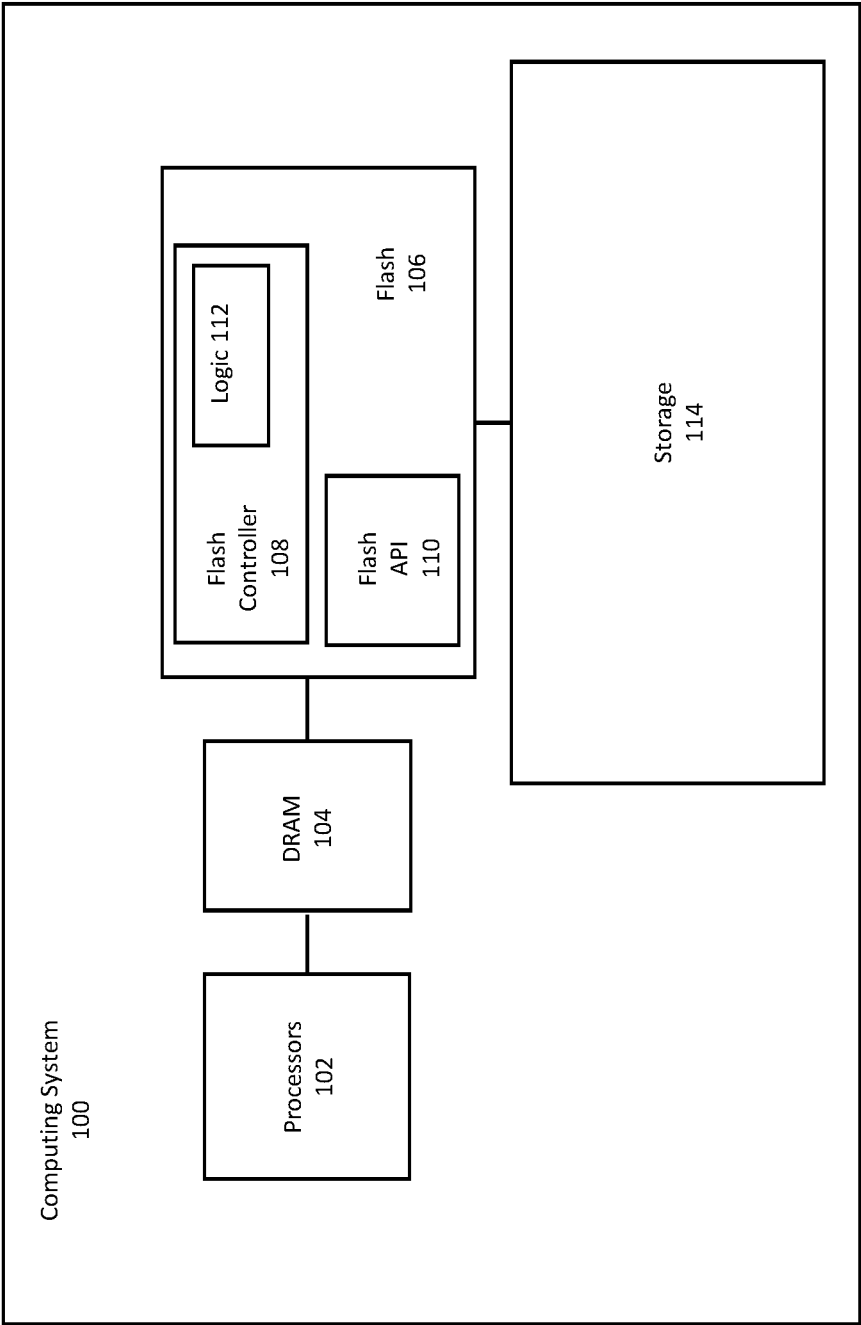 Computing System
100
Processors
102
DRAM
104
Flash
Controller
108
Logic 112
Flash
API
110
Flash
106
Storage
114